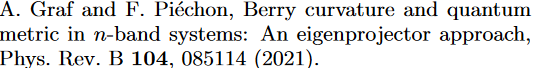 A. Graf and F. Piéchon, Berry curvature and quantum
metric in n-band systems: An eigenprojector approach,
Phys. Rev. B 104, 085114 (2021).